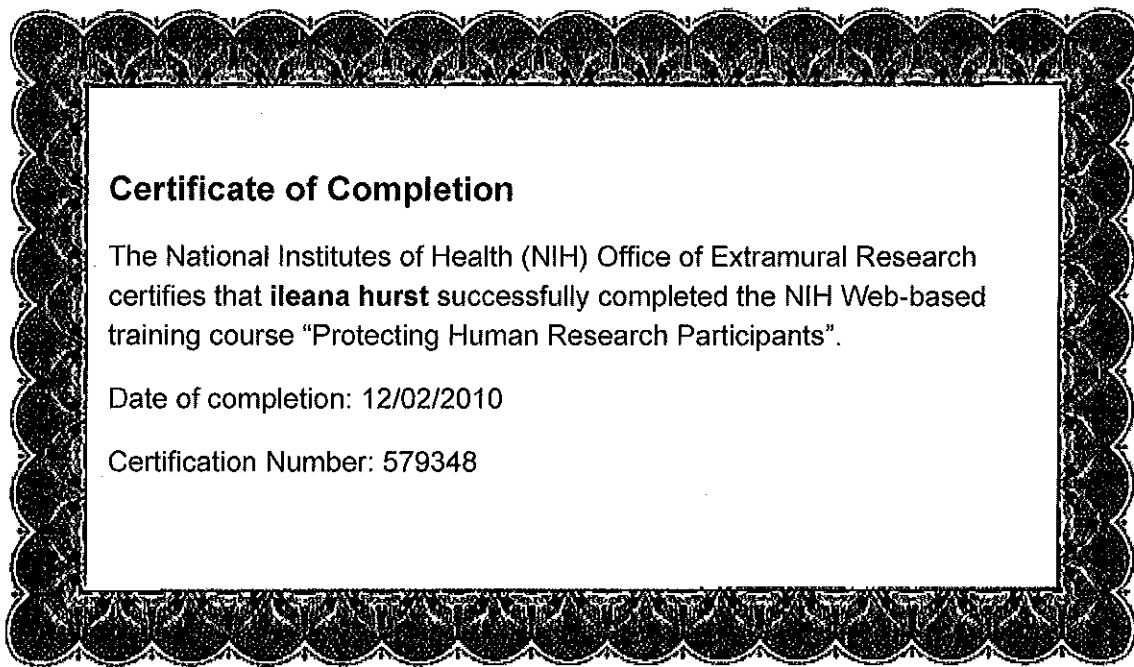 Certificate of Completion
The National Institutes of Health (NIH) Office of Extramural Research
certifies that ileana hurst successfully completed the NIH Web-based
training course “Protecting Human Research Participants”.
Date of completion: 12/02/2010
Certification Number: 579348